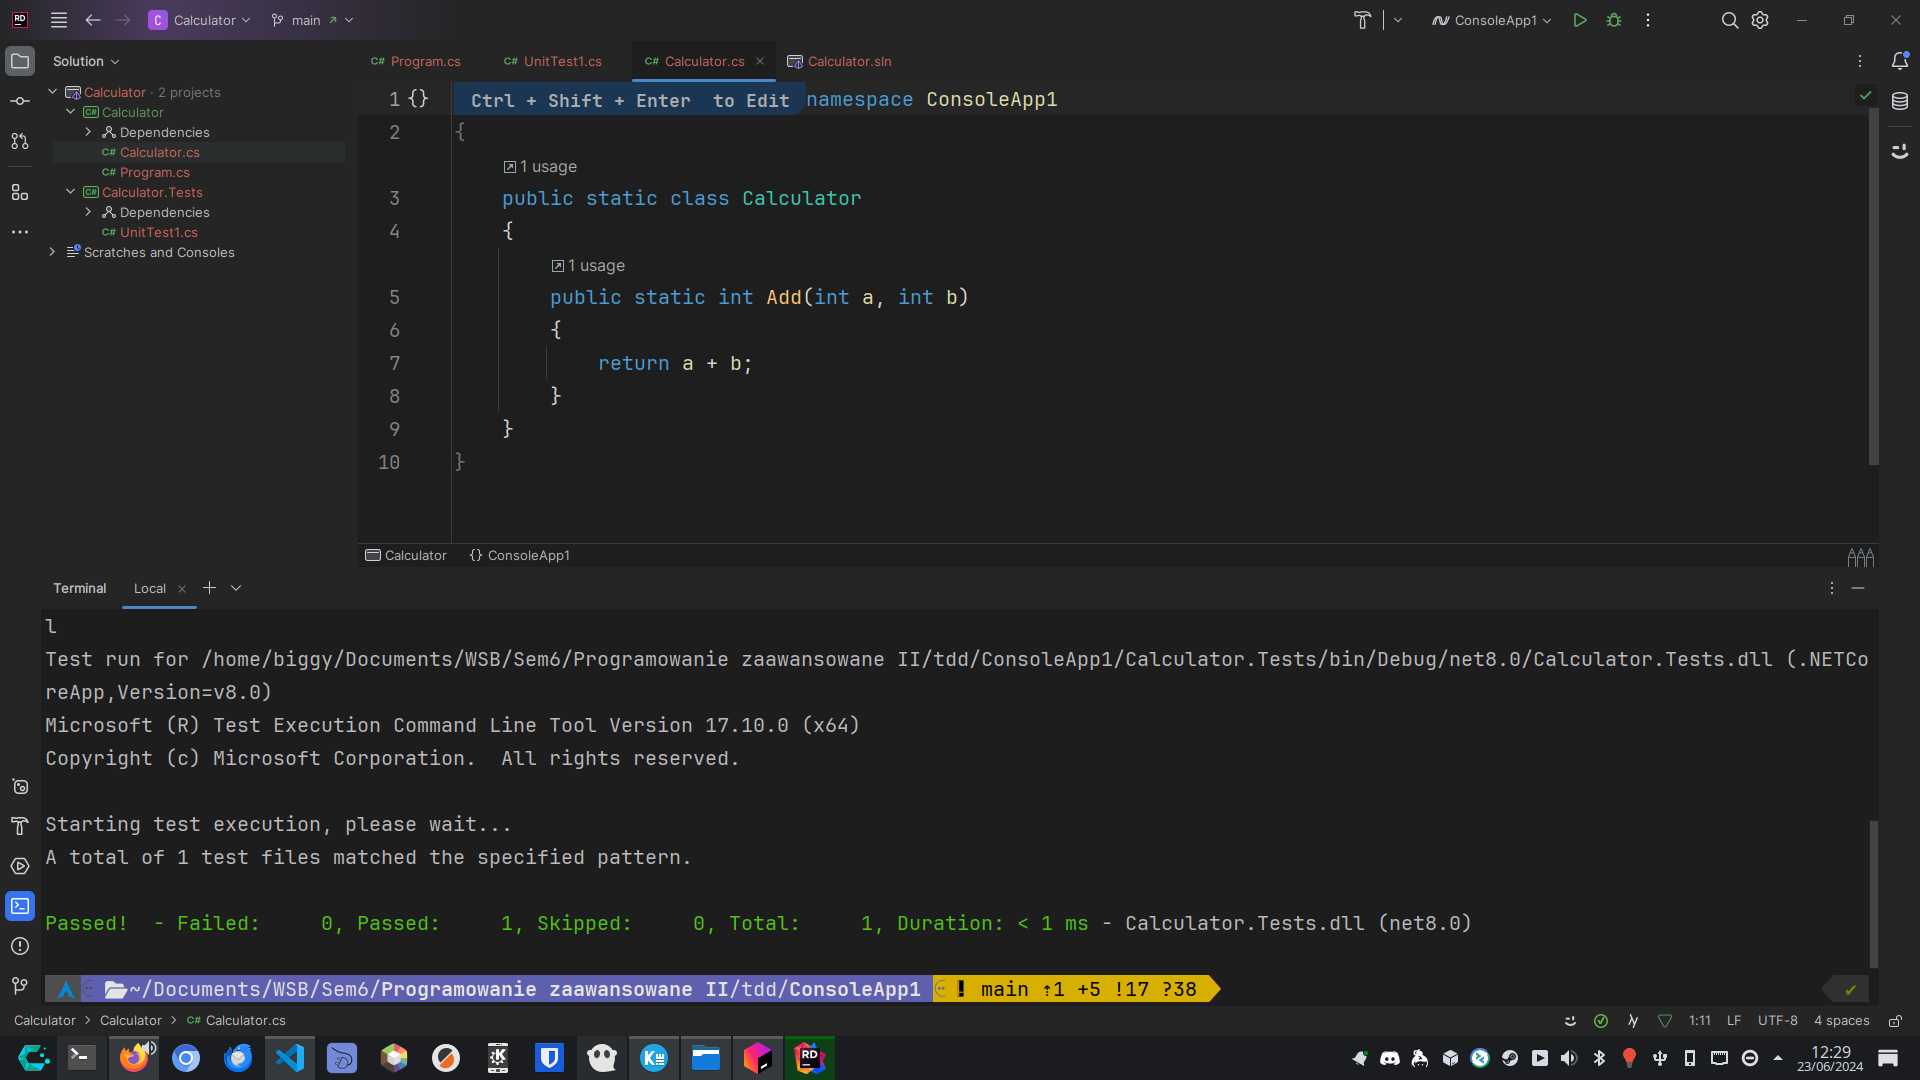 RD
C Calculator main ConsoleApp1
Solution
C# Program.cs C# UnitTest1.cs C# Calculator.cs Calculator.sln
Calculator · 2 projects
C# Calculator
Dependencies
C# Calculator.cs
C# Program.cs
C# Calculator.Tests
Dependencies
C# UnitTest1.cs
Scratches and Consoles
1 {} Ctrl + Shift + Enter to Edit namespace ConsoleApp1
2 {
1 usage
3 public static class Calculator
4 {
1 usage
5 public static int Add(int a, int b)
6 {
7 return a + b;
8 }
9 }
10 }
Calculator {} ConsoleApp1
Terminal Local
l
Test run for /home/biggy/Documents/WSB/Sem6/Programowanie zaawansowane II/tdd/ConsoleApp1/Calculator.Tests/bin/Debug/net8.0/Calculator.Tests.dll (.NETCo
reApp,Version=v8.0)
Microsoft (R) Test Execution Command Line Tool Version 17.10.0 (x64)
Copyright (c) Microsoft Corporation.  All rights reserved.
Starting test execution, please wait...
A total of 1 test files matched the specified pattern.
Passed!  - Failed:     0, Passed:     1, Skipped:     0, Total:     1, Duration: < 1 ms - Calculator.Tests.dll (net8.0)
~/Documents/WSB/Sem6/Programowanie zaawansowane II/tdd/ConsoleApp1 ! main ⇡1 +5 !17 ?38 ✔
Calculator > Calculator > C# Calculator.cs 1:11 LF UTF-8 4 spaces
12:29
23/06/2024